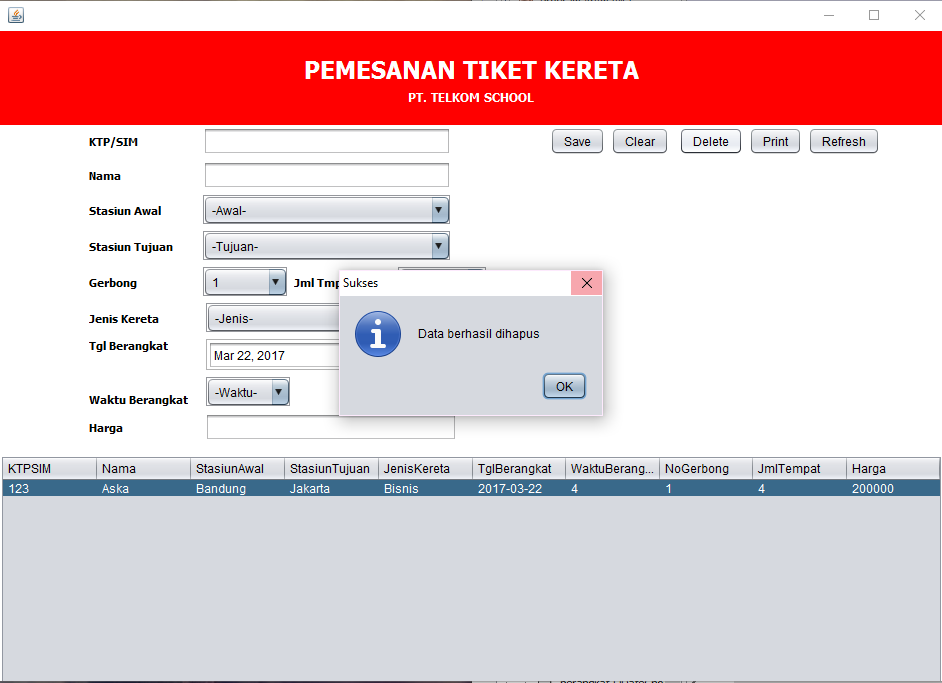 PEMESANAN TIKET KERETA
PT. TELKOM SCHOOL
KTP/SIM
Save Clear Delete Print Refresh
Nama
Stasiun Awal -Awal-
Stasiun Tujuan -Tujuan-
Gerbong 1 Jml Tmp
Sukses
Jenis Kereta -Jenis-
Data berhasil dihapus
Tgl Berangkat Mar 22, 2017
OK
Waktu Berangkat -Waktu-
Harga
KTPSIM Nama StasiunAwal StasiunTujuan JenisKereta TglBerangkat WaktuBerang... NoGerbong JmlTempat Harga
123 Aska Bandung Jakarta Bisnis 2017-03-22 4 1 4 200000